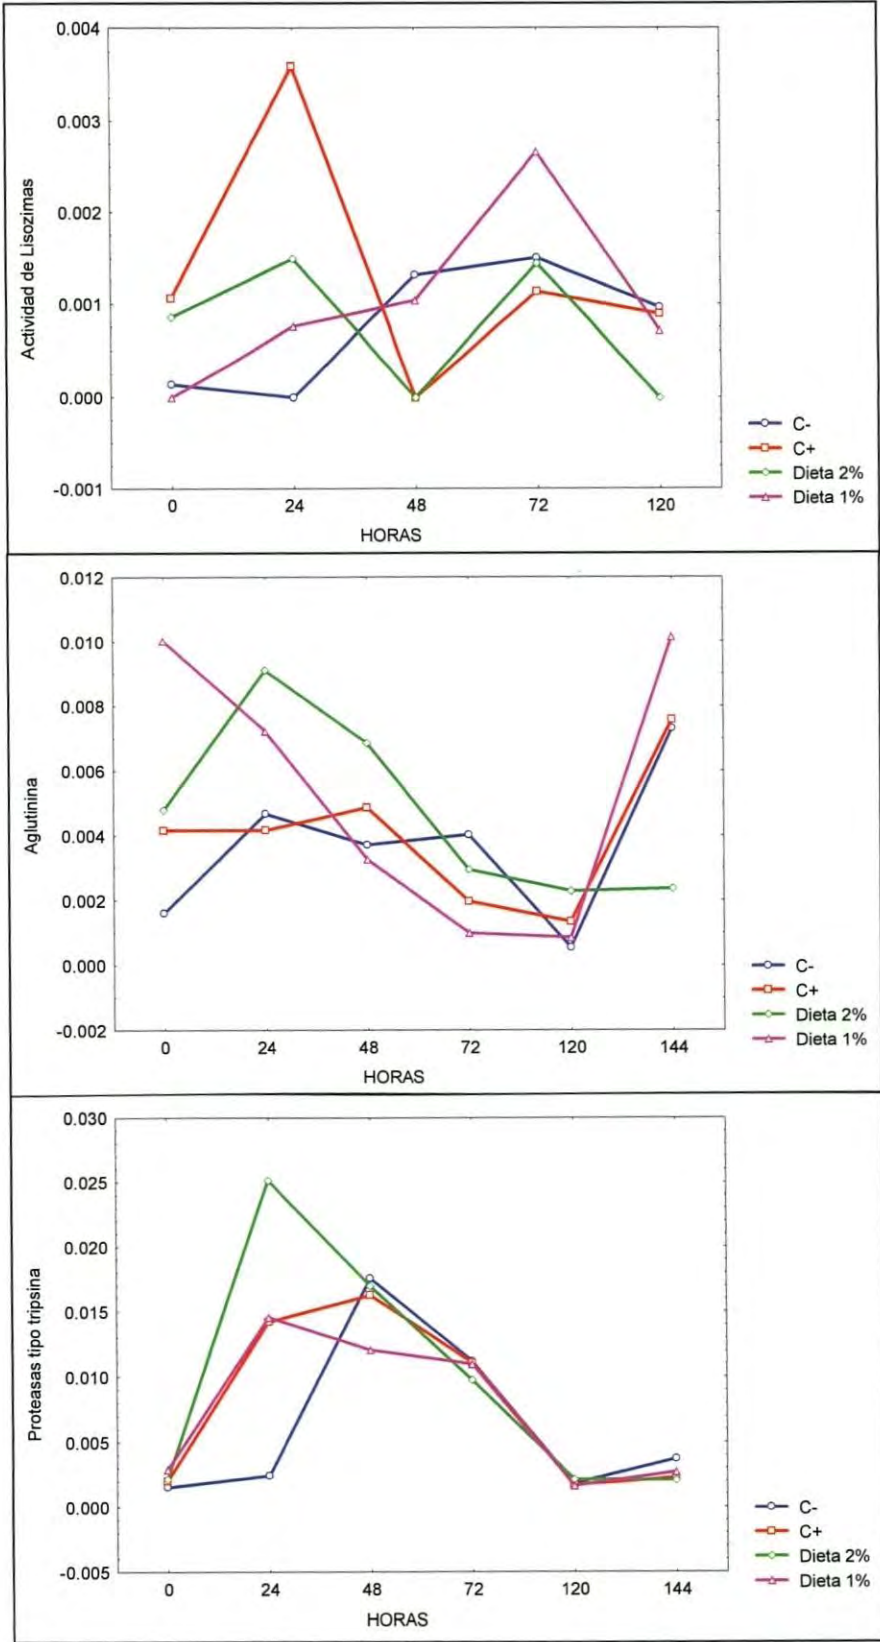 0.004
0.003
0.002
0.001
0.000
-0.001
Actividad de Lisozimas
0 24 48 72 120
HORAS
C-
C+
Dieta 2%
Dieta 1%
0.012
0.010
0.008
0.006
0.004
0.002
0.000
-0.002
Aglutinina
0 24 48 72 120 144
HORAS
C-
C+
Dieta 2%
Dieta 1%
0.030
0.025
0.020
0.015
0.010
0.005
0.000
-0.005
Proteasas tipo tripsina
0 24 48 72 120 144
HORAS
C-
C+
Dieta 2%
Dieta 1%